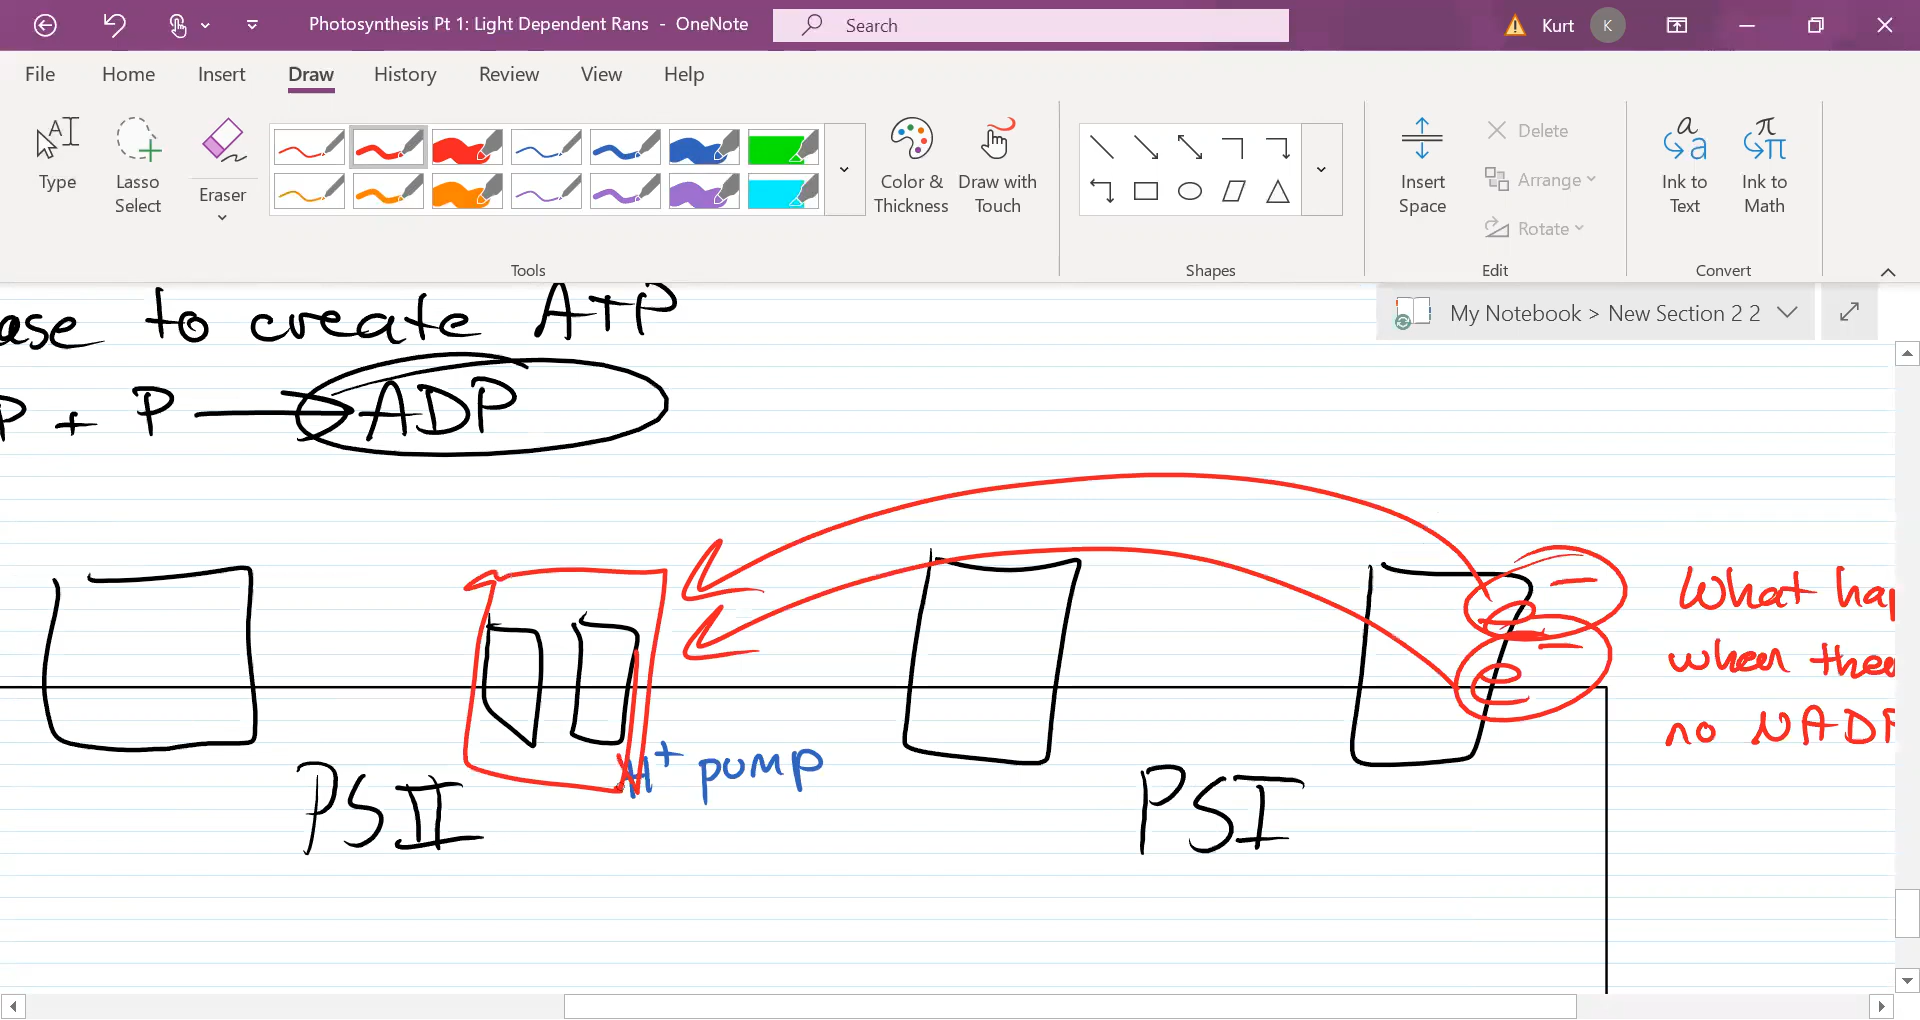 Photosynthesis Pt 1: Light Dependent Rans - OneNote
Search
Kurt
K
File Home Insert Draw History Review View Help
Type
Lasso Select
Eraser
Color & Thickness
Draw with Touch
Insert Space
Delete
Arrange
Rotate
Ink to Text
Ink to Math
Tools Shapes Edit Convert
My Notebook > New Section 2 2
ase to create ATP
P + P → ADP
e −
e −
What hap
when the
no NADP
H+ pump
PSII
PSI